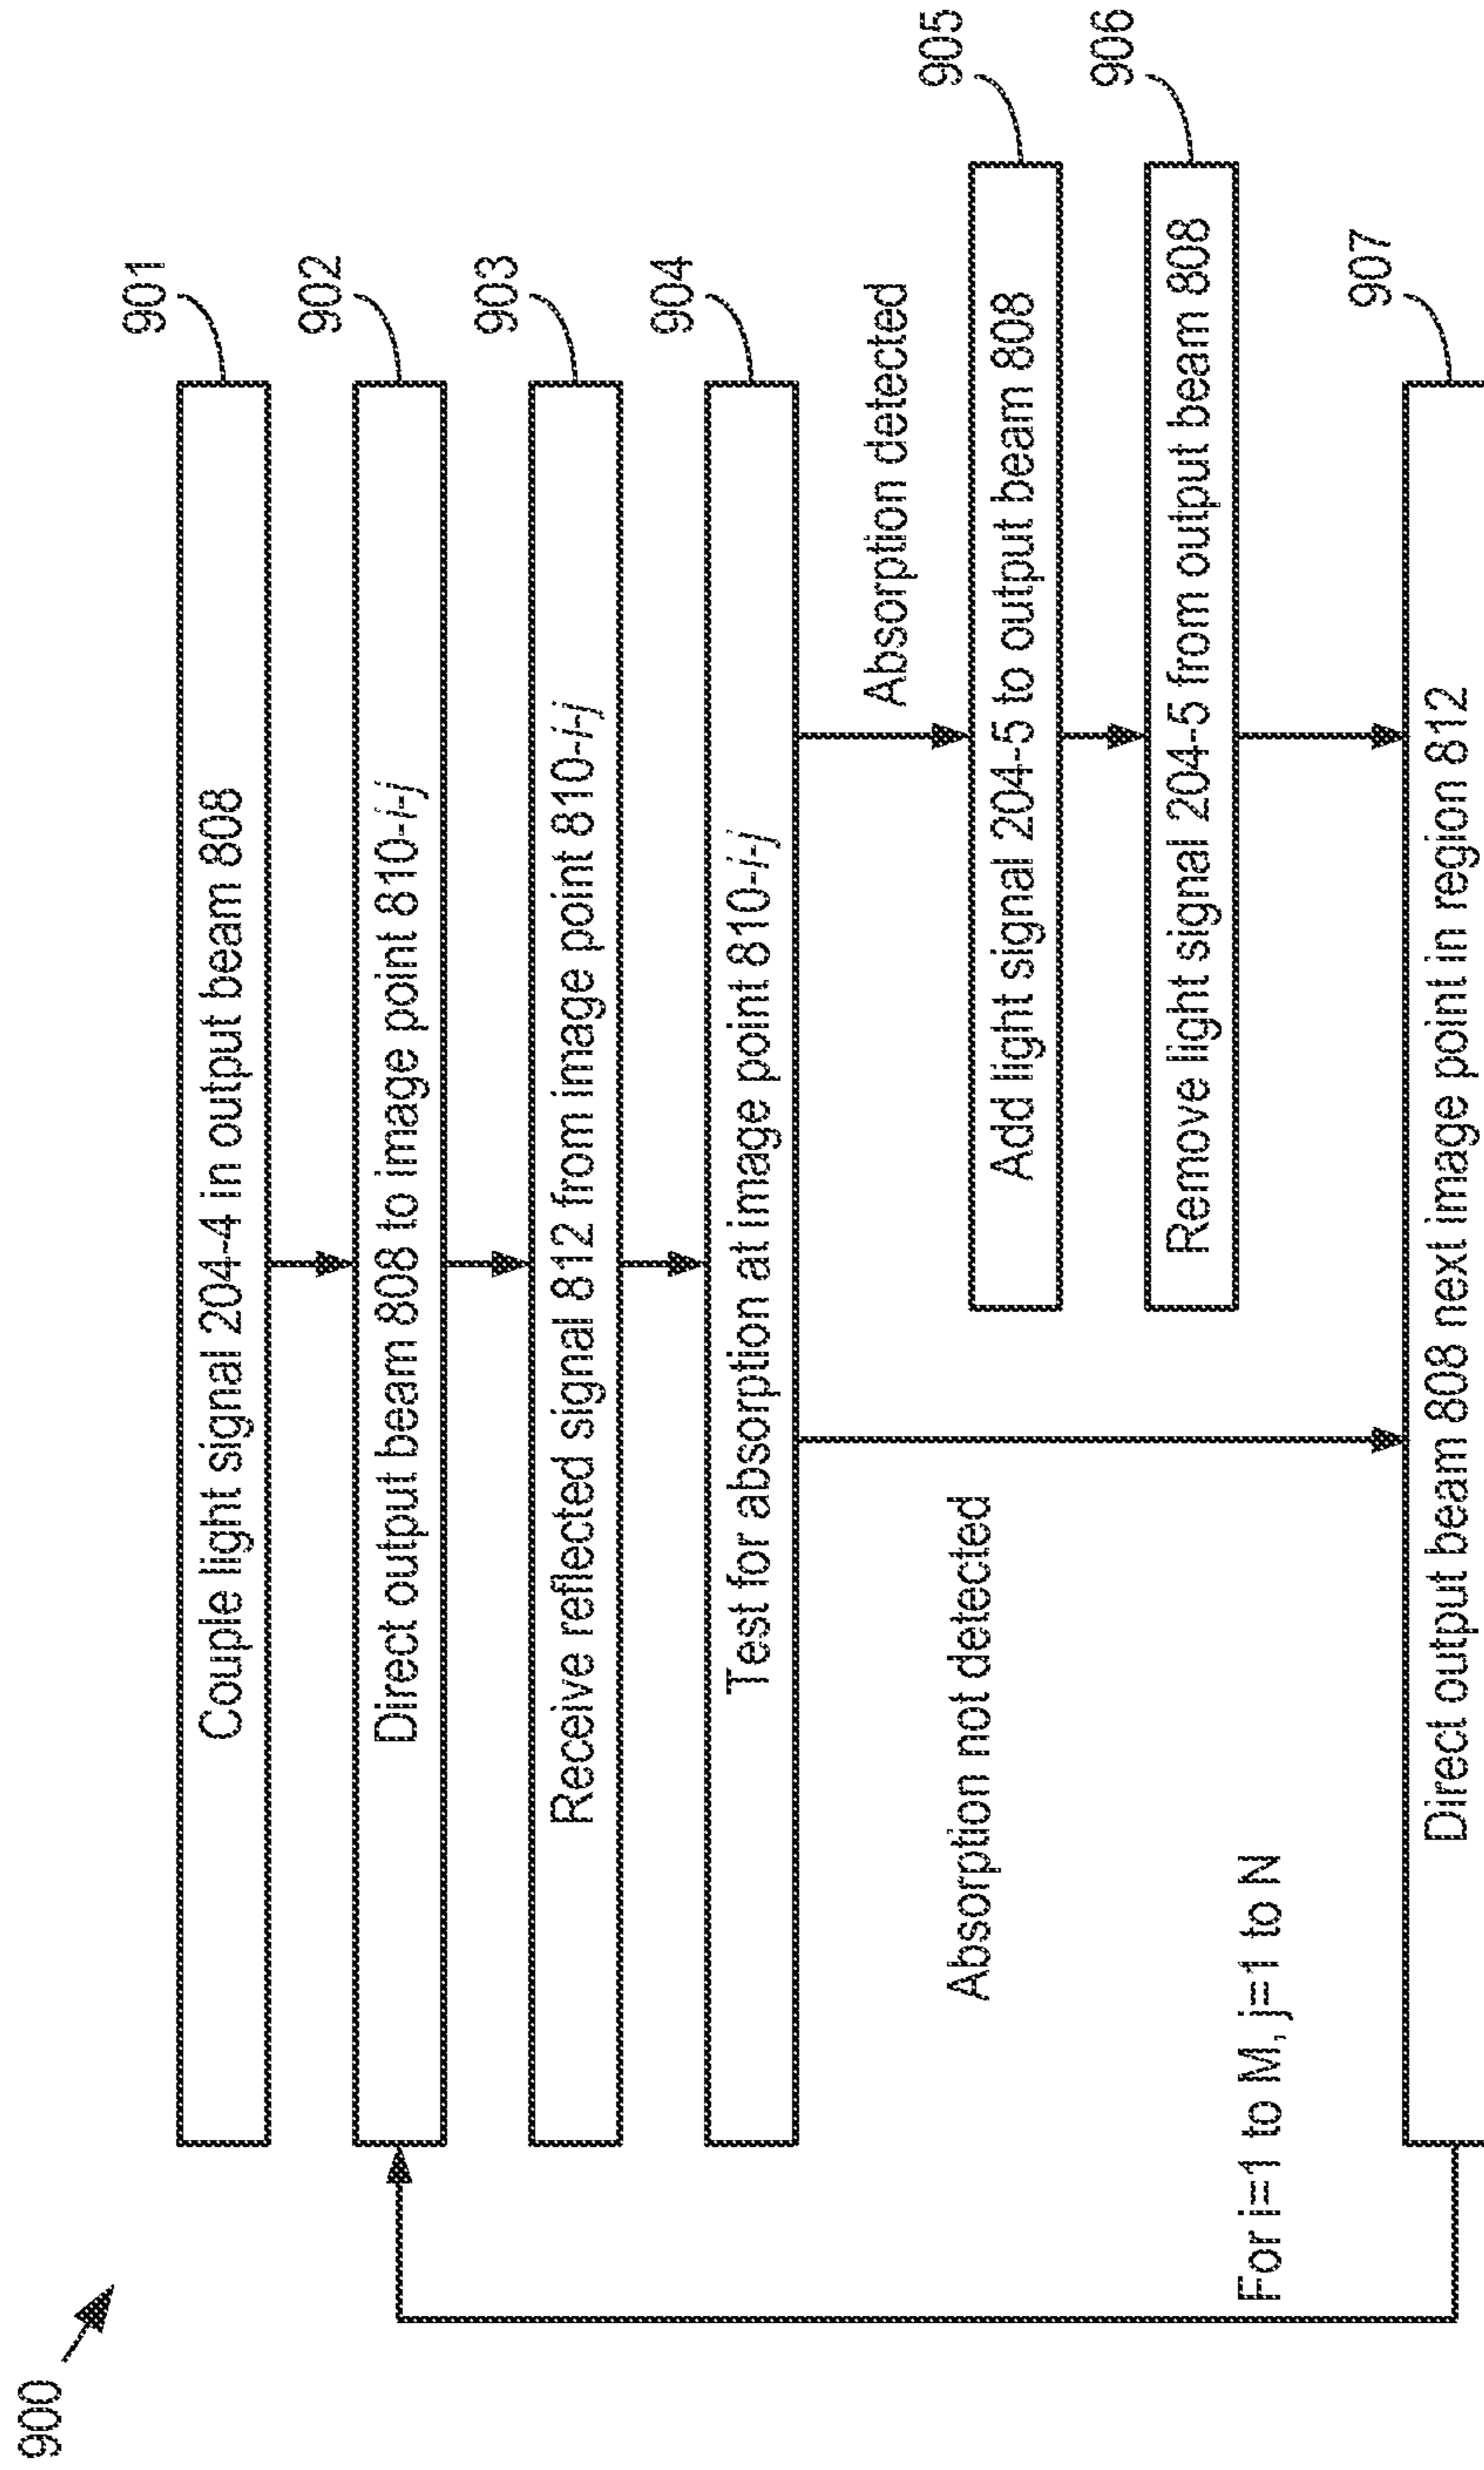 900
Couple light signal 204-4 in output beam 808
901
Direct output beam 808 to image point 810-i-j
902
Receive reflected signal 812 from image point 810-i-j
903
Test for absorption at image point 810-i-j
904
Absorption detected
Absorption not detected
Add light signal 204-5 to output beam 808
905
Remove light signal 204-5 from output beam 808
906
For i=1 to M, j=1 to N
Direct output beam 808 next image point in region 812
907